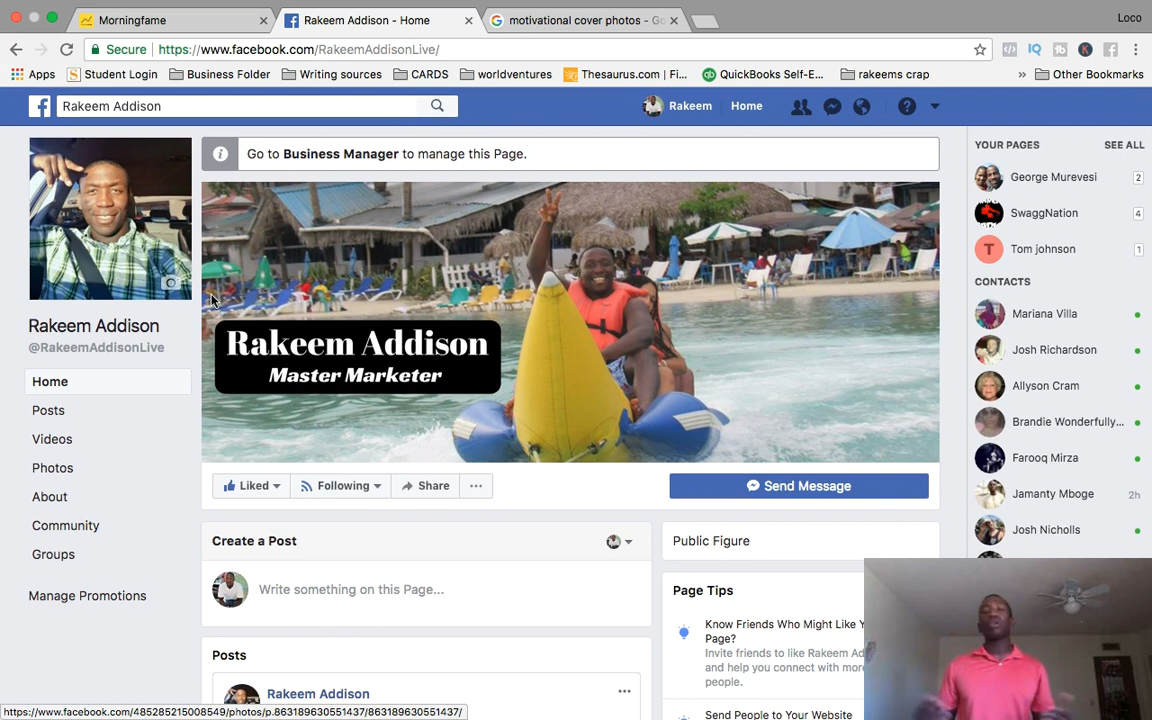 Morningfame
Rakeem Addison - Home
motivational cover photos - Go
Loco
Secure
https://www.facebook.com/RakeemAddisonLive/
Apps
Student Login
Business Folder
Writing sources
CARDS
worldventures
Thesaurus.com | Fi...
QuickBooks Self-E...
rakeems crap
» Other Bookmarks
Rakeem Addison
Rakeem
Home
Go to Business Manager to manage this Page.
Rakeem Addison
Master Marketer
Rakeem Addison
@RakeemAddisonLive
Home
Posts
Videos
Photos
About
Community
Groups
Manage Promotions
Liked
Following
Share
Send Message
Create a Post
Write something on this Page...
Posts
Rakeem Addison
Public Figure
Page Tips
Know Friends Who Might Like Y
Page?
Invite friends to like Rakeem Ad
and help you connect with more
people.
Send People to Your Website
YOUR PAGES
SEE ALL
George Murevesi
2
SwaggNation
4
T
Tom johnson
1
CONTACTS
Mariana Villa
Josh Richardson
Allyson Cram
Brandie Wonderfully...
Farooq Mirza
Jamanty Mboge
2h
Josh Nicholls
https://www.facebook.com/485285215008549/photos/p.863189630551437/863189630551437/